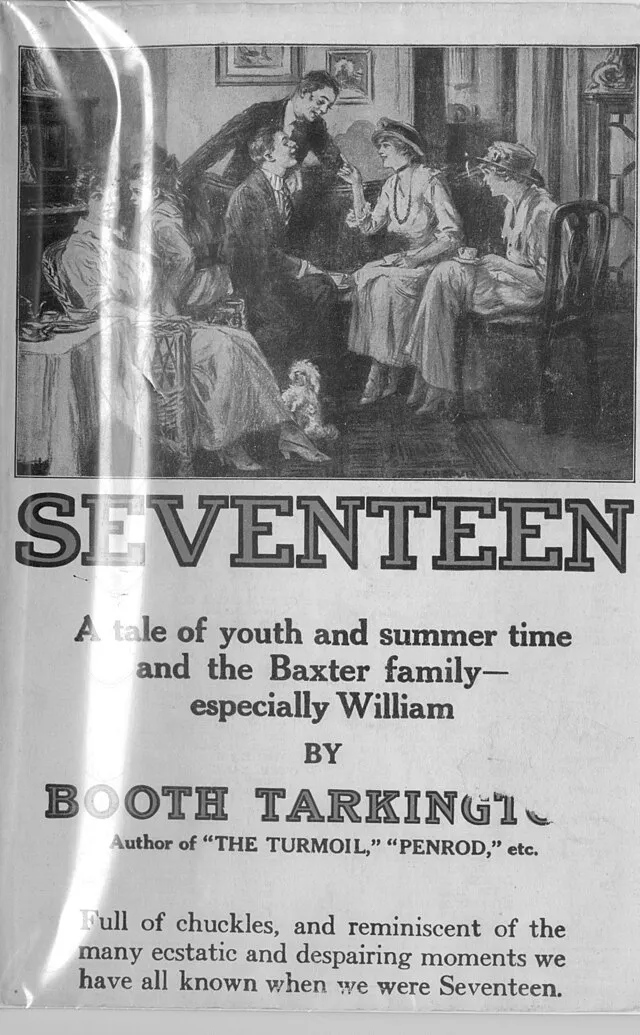 SEVENTEEN
A tale of youth and summer time
and the Baxter family—
especially William
BY
BOOTH TARKINGTO
Author of "THE TURMOIL," "PENROD," etc.
Full of chuckles, and reminiscent of the
many ecstatic and despairing moments we
have all known when we were Seventeen.